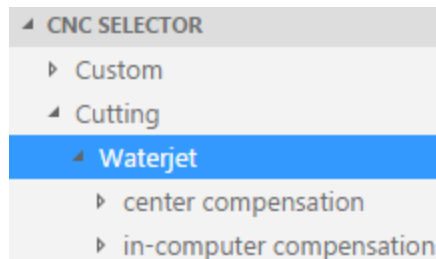 CNC SELECTOR
Custom
Cutting
Waterjet
center compensation
in-computer compensation